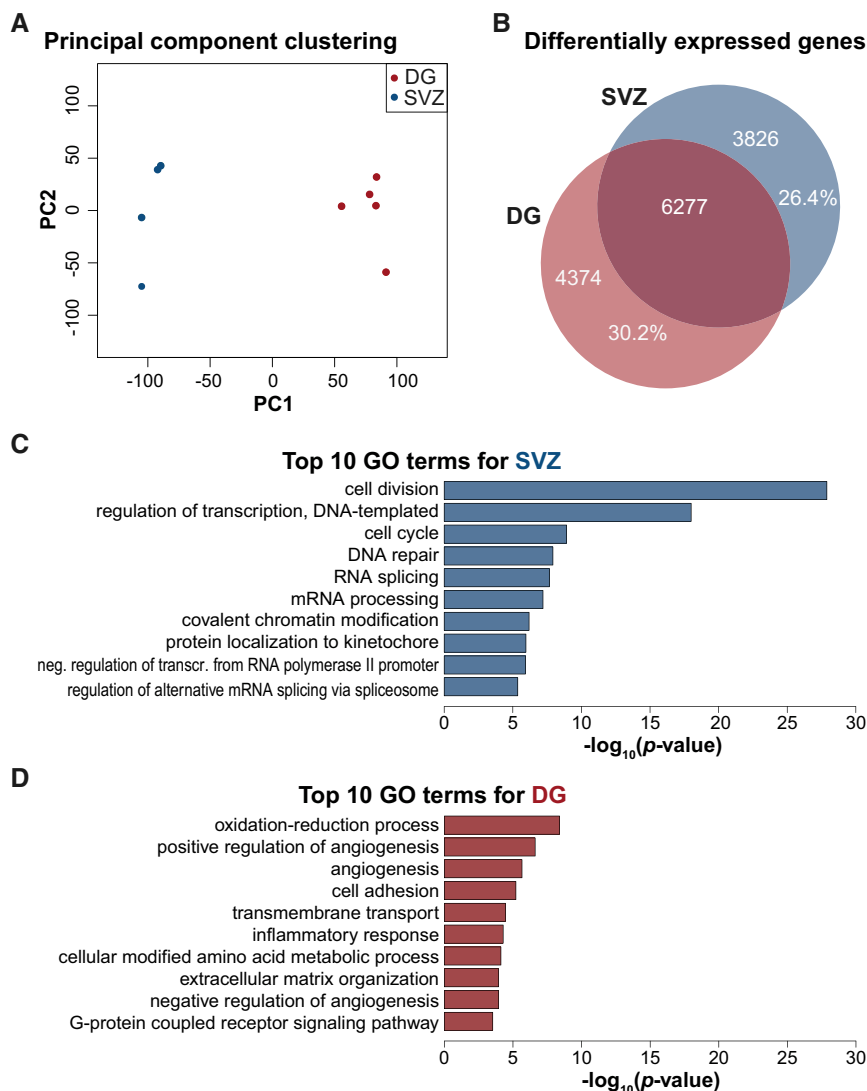 A
Principal component clustering
DG
SVZ
PC2
100
50
0
-50
-100
-100 -50 0 50 100
PC1
B
Differentially expressed genes
SVZ
3826
26.4%
6277
DG
4374
30.2%
C
Top 10 GO terms for SVZ
cell division
regulation of transcription, DNA-templated
cell cycle
DNA repair
RNA splicing
mRNA processing
covalent chromatin modification
protein localization to kinetochore
neg. regulation of transcr. from RNA polymerase II promoter
regulation of alternative mRNA splicing via spliceosome
0 5 10 15 20 25 30
-log10(p-value)
D
Top 10 GO terms for DG
oxidation-reduction process
positive regulation of angiogenesis
angiogenesis
cell adhesion
transmembrane transport
inflammatory response
cellular modified amino acid metabolic process
extracellular matrix organization
negative regulation of angiogenesis
G-protein coupled receptor signaling pathway
0 5 10 15 20 25 30
-log10(p-value)